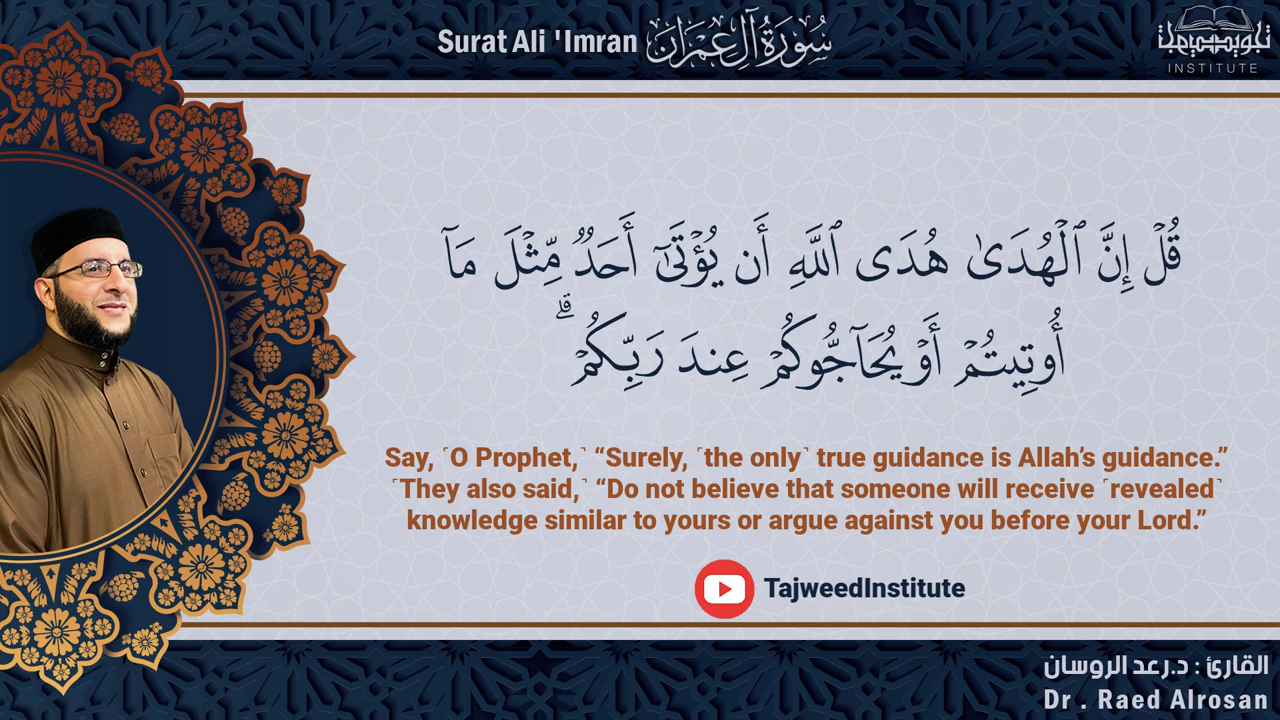 Surat Ali 'Imran سُورَةُ آلِ عِمْرَان
INSTITUTE
قُلْ إِنَّ ٱلْهُدَىٰ هُدَى ٱللَّهِ أَن يُؤْتَىٰٓ أَحَدٌ مِّثْلَ مَآ
أُوتِيتُمْ أَوْ يُحَآجُّوكُمْ عِندَ رَبِّكُمْ ۗ
Say, ˹O Prophet,˺ “Surely, ˹the only˺ true guidance is Allah’s guidance.”
˹They also said,˺ “Do not believe that someone will receive ˹revealed˺
knowledge similar to yours or argue against you before your Lord.”
TajweedInstitute
القارئ : د.رعد الروسان
Dr . Raed Alrosan